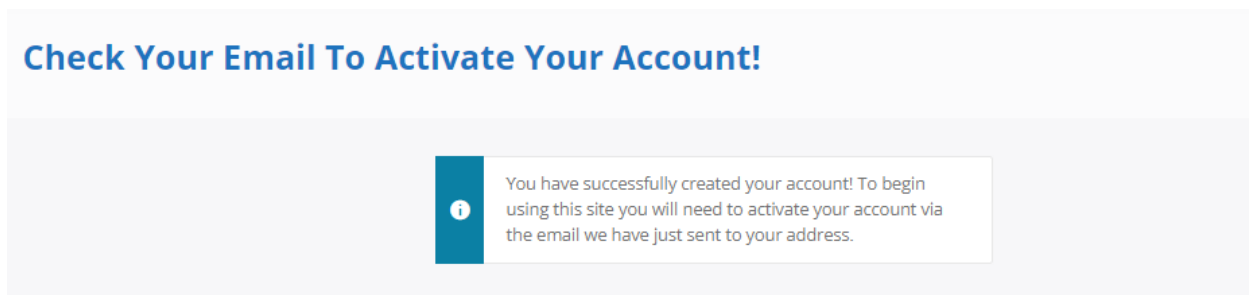 Check Your Email To Activate Your Account!
You have successfully created your account! To begin
using this site you will need to activate your account via
the email we have just sent to your address.